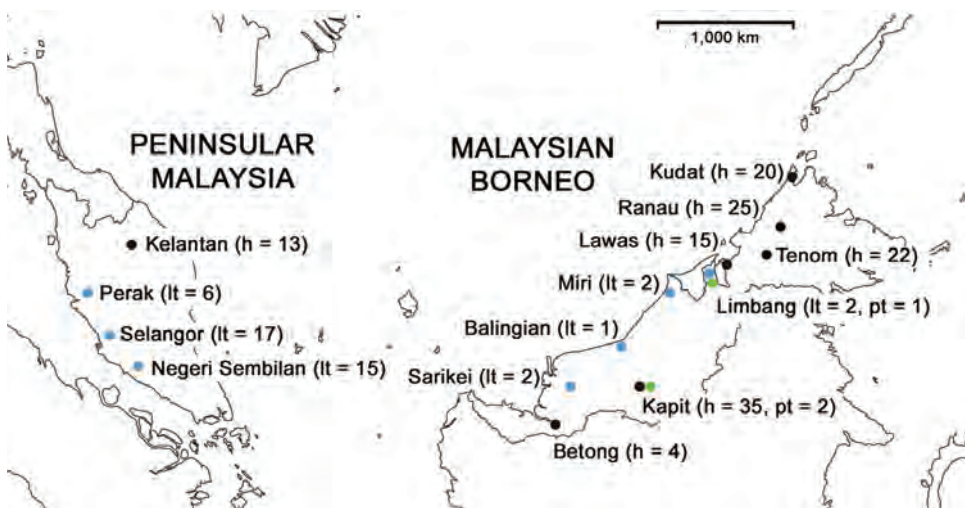 1,000 km
PENINSULAR
MALAYSIA
MALAYSIAN
BORNEO
Kudat (h = 20)
Ranau (h = 25)
Kelantan (h = 13)
Lawas (h = 15)
Tenom (h = 22)
Miri (lt = 2)
Perak (lt = 6)
Limbang (lt = 2, pt = 1)
Selangor (lt = 17)
Balingian (lt = 1)
Negeri Sembilan (lt = 15)
Sarikei (lt = 2)
Kapit (h = 35, pt = 2)
Betong (h = 4)